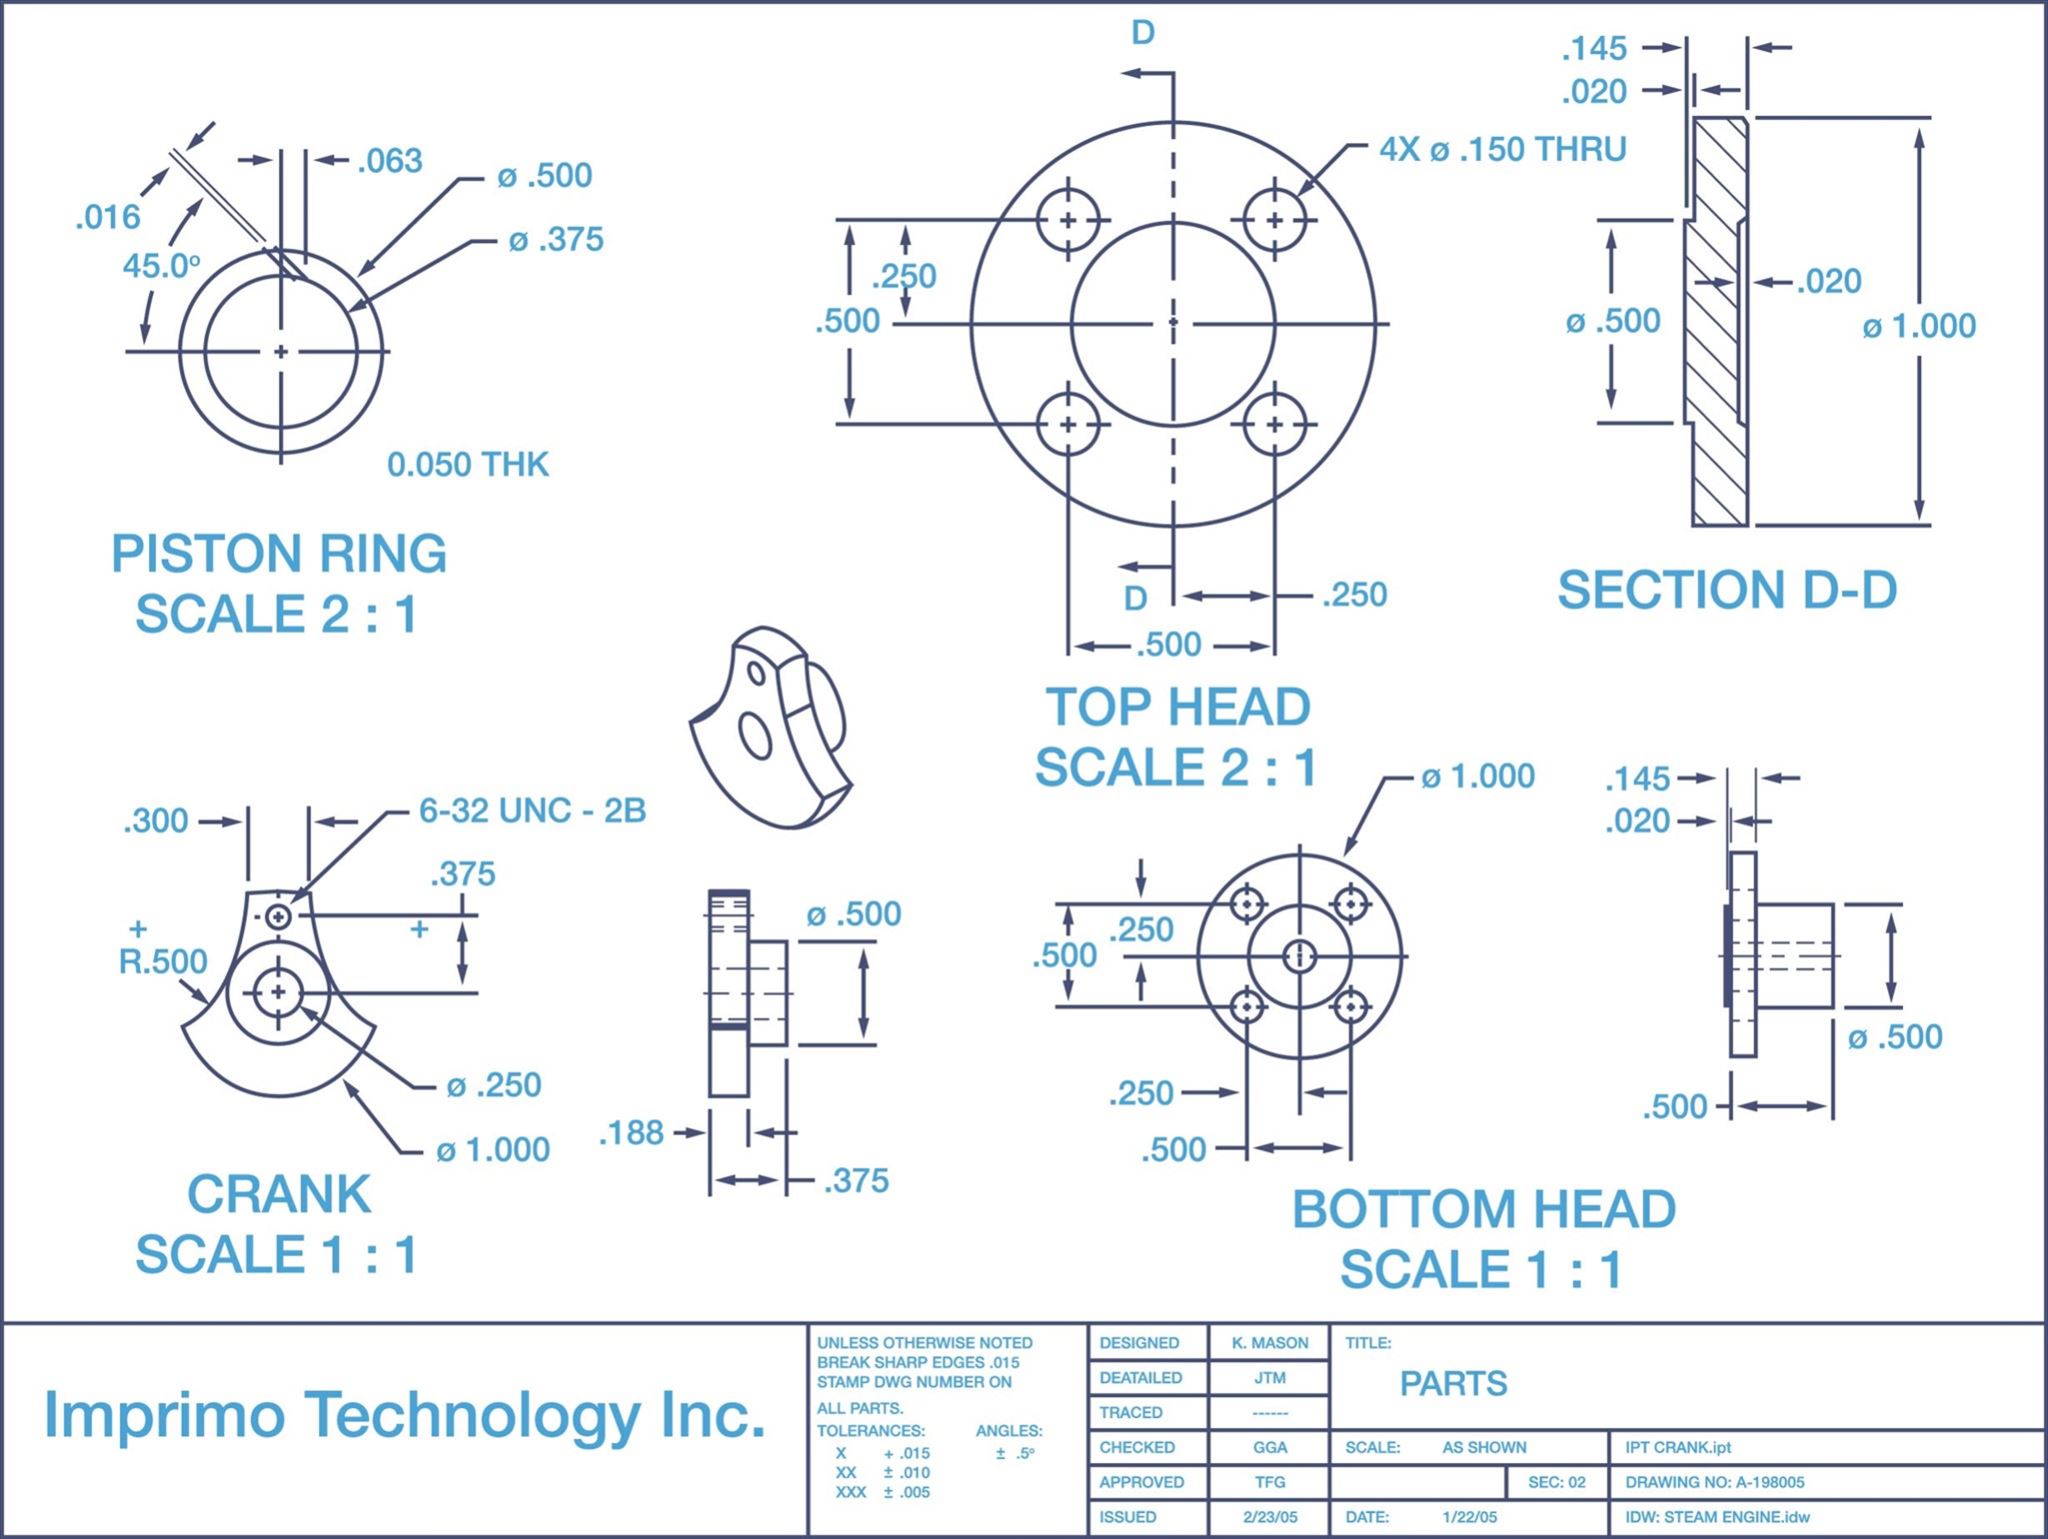 .016
45.0°
.063
ø .500
ø .375
0.050 THK
PISTON RING
SCALE 2 : 1
D
4X ø .150 THRU
.250
.500
D
.250
.500
TOP HEAD
SCALE 2 : 1
.145
.020
.020
ø .500
ø 1.000
SECTION D-D
.300
6-32 UNC - 2B
.375
+
+
R.500
ø .250
ø 1.000
CRANK
SCALE 1 : 1
ø .500
.188
.375
ø 1.000
.250
.500
.250
.500
.145
.020
ø .500
.500
BOTTOM HEAD
SCALE 1 : 1
Imprimo Technology Inc.
UNLESS OTHERWISE NOTED
BREAK SHARP EDGES .015
STAMP DWG NUMBER ON
ALL PARTS.
TOLERANCES: ANGLES:
X + .015 ± .5°
XX ± .010
XXX ± .005
DESIGNED K. MASON
DEATAILED JTM
TRACED ------
CHECKED GGA
APPROVED TFG
ISSUED 2/23/05
TITLE:
PARTS
SCALE: AS SHOWN IPT CRANK.ipt
SEC: 02 DRAWING NO: A-198005
DATE: 1/22/05 IDW: STEAM ENGINE.idw